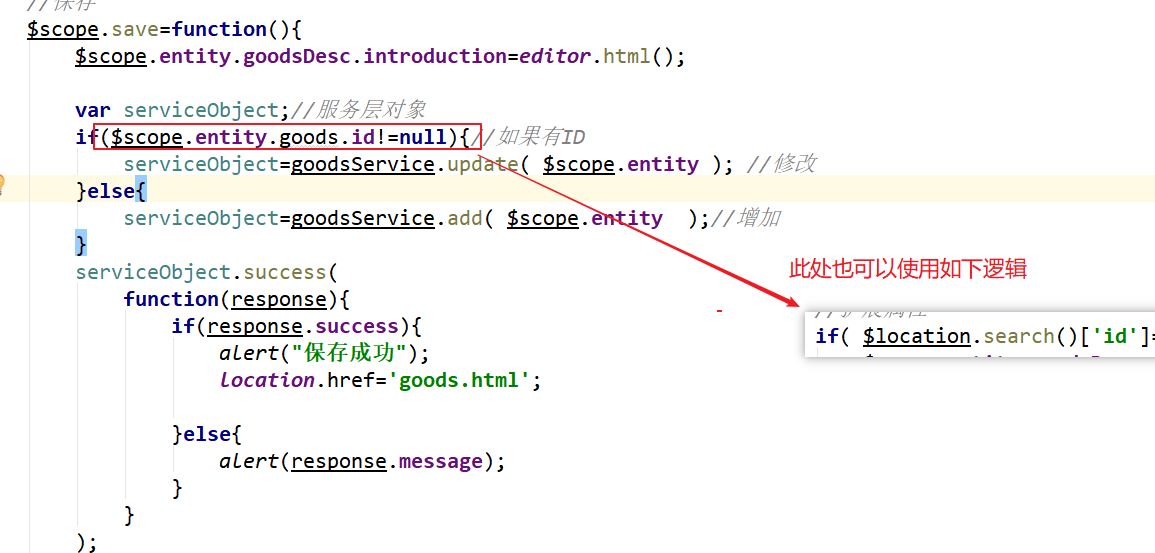 //保存
$scope.save=function(){
$scope.entity.goodsDesc.introduction=editor.html();
var serviceObject;//服务层对象
if($scope.entity.goods.id!=null){//如果有ID
serviceObject=goodsService.update( $scope.entity ); //修改
}else{
serviceObject=goodsService.add( $scope.entity  );//增加
}
serviceObject.success(
此处也可以使用如下逻辑
function(response){
//扩展属性
if( $location.search()['id']=
if(response.success){
alert("保存成功");
location.href='goods.html';
}else{
alert(response.message);
}
}
);